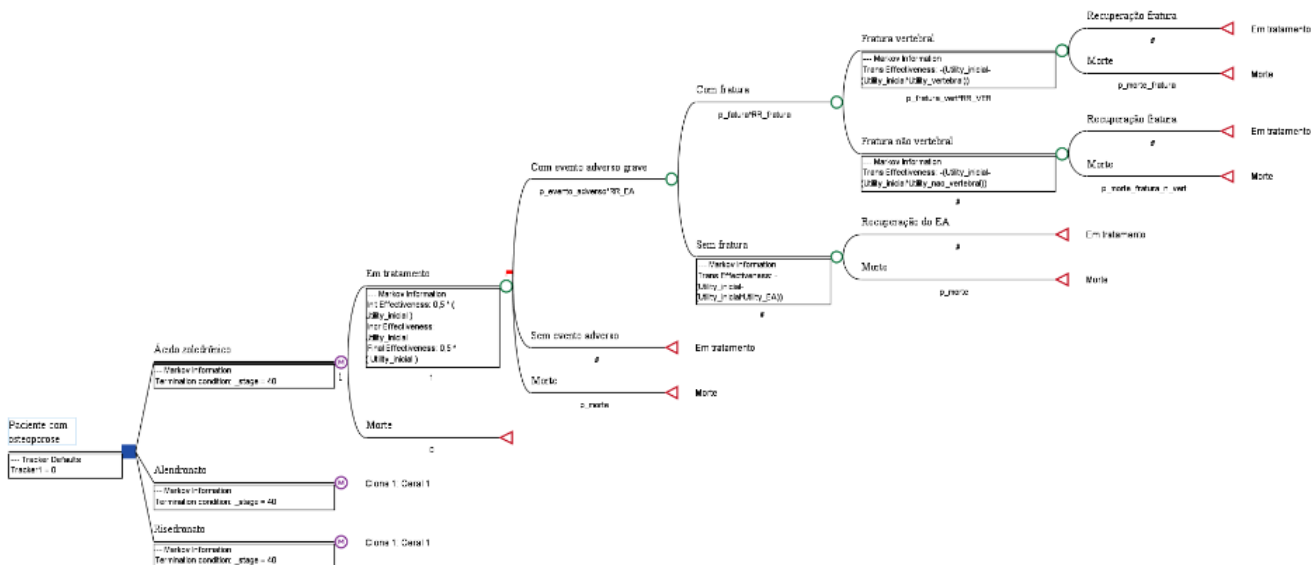 Recuperação fratura
Em tratamento
#
Fratura vertebral
--- Markov Information
Trans Effectiveness: -(Utility_inicial-
(Utility_inicial*Utility_vertebral))
p_fratura_vert*RR_VER
Morte
Morte
p_morte_fratura
Com fratura
p_fatura*RR_fratura
Recuperação fratura
Em tratamento
#
Fratura não vertebral
--- Markov Information
Trans Effectiveness: -(Utility_inicial-
(Utility_inicial*Utility_nao_vertebral))
#
Morte
Morte
p_morte_fratura_n_vert
Com evento adverso grave
p_evento_adverso*RR_EA
Recuperação do EA
Em tratamento
#
Sem fratura
--- Markov Information
Trans Effectiveness: -
(Utility_inicial-
(Utility_inicial*Utility_EA))
#
Morte
Morte
p_morte
Em tratamento
--- Markov Information
Init Effectiveness: 0,5 * (
Utility_inicial )
Incr Effectiveness:
Utility_inicial
Final Effectiveness: 0,5 *
( Utility_inicial )
1
Sem evento adverso
Em tratamento
#
Morte
Morte
p_morte
Ácido zoledrônico
--- Markov Information
Termination condition: _stage = 40
1
Morte
0
Paciente com
osteoporose
--- Tracker Defaults
Tracker1 = 0
Alendronato
--- Markov Information
Termination condition: _stage = 40
Clone 1: Geral 1
Risedronato
--- Markov Information
Termination condition: _stage = 40
Clone 1: Geral 1